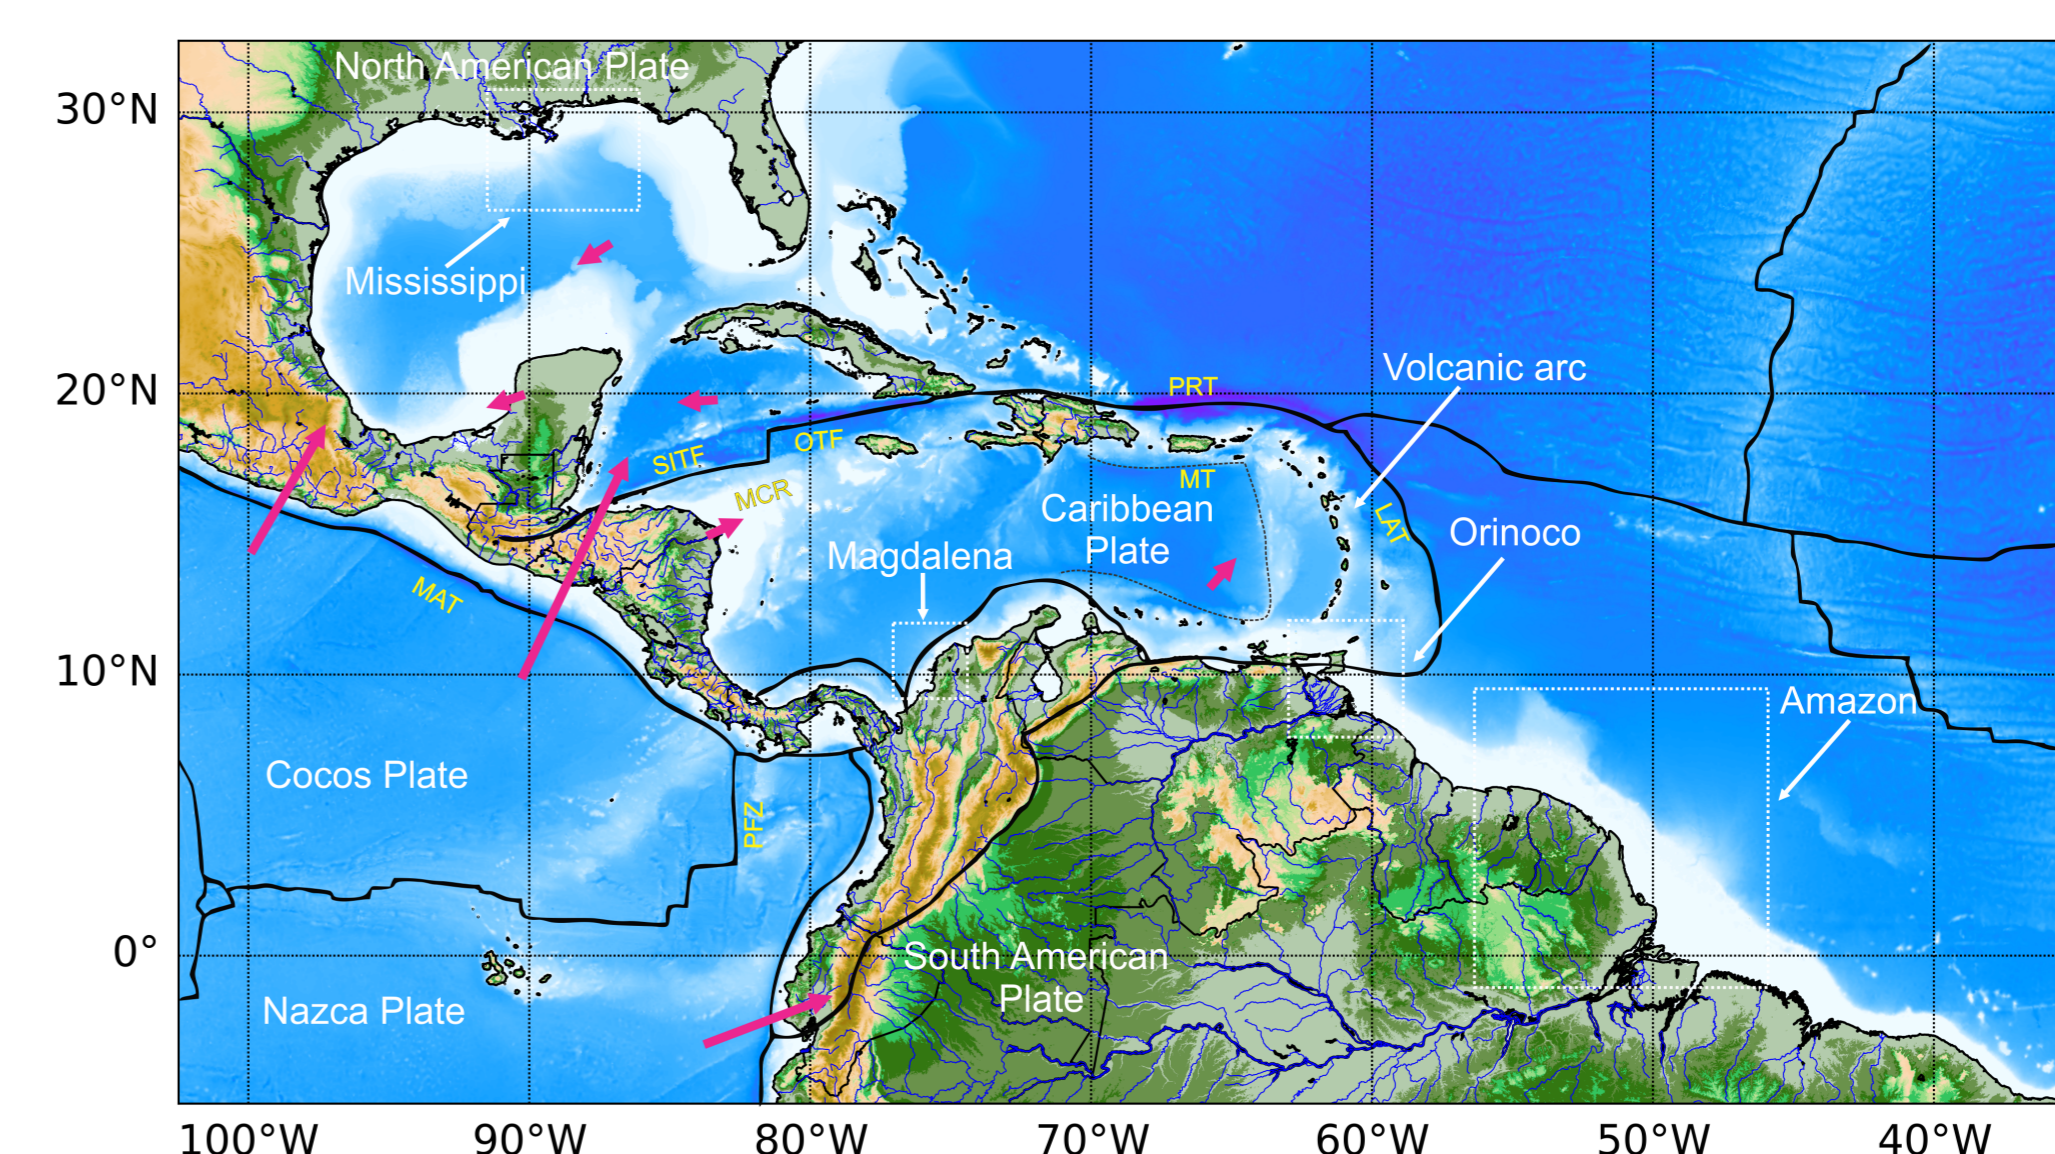 North American Plate
30°N
Mississippi
Volcanic arc
20°N
PRT
OTF
SITF
MCR
MT
Caribbean
Plate
LAT
Orinoco
Magdalena
MAT
10°N
Amazon
Cocos Plate
PFZ
0°
South American
Plate
Nazca Plate
100°W 90°W 80°W 70°W 60°W 50°W 40°W